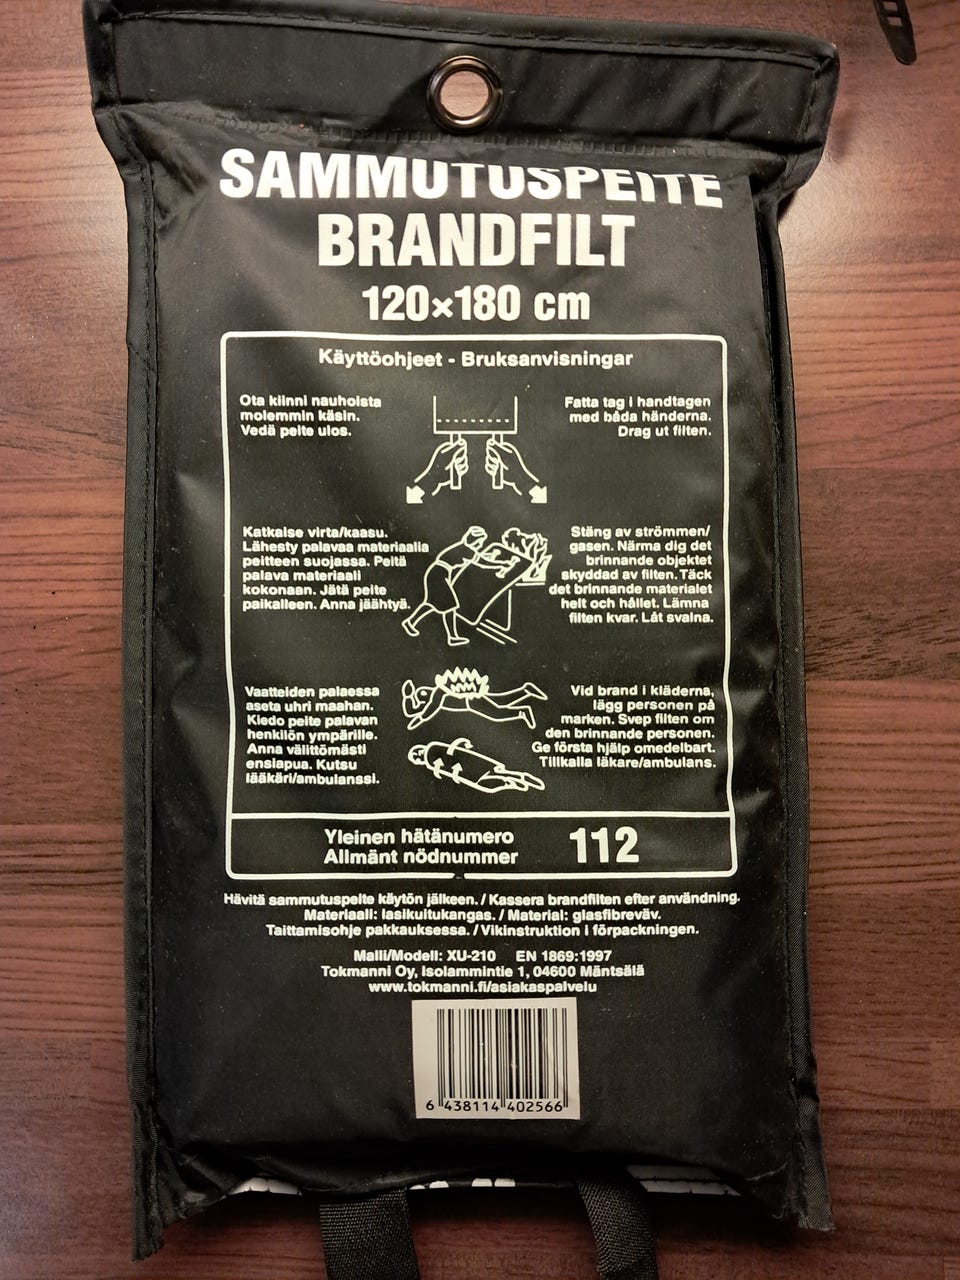 SAMMUTUSPEITE
BRANDFILT
120×180 cm
Käyttöohjeet - Bruksanvisningar
Ota kiinni nauhoista
molemmin käsin.
Vedä peite ulos.
Fatta tag i handtagen
med båda händerna.
Drag ut filten.
Katkaise virta/kaasu.
Lähesty palavaa materiaalia
peitteen suojassa. Peitä
palava materiaali
kokonaan. Jätä peite
paikalleen. Anna jäähtyä.
Stäng av strömmen/
gasen. Närma dig det
brinnande objektet
skyddad av filten. Täck
det brinnande materialet
helt och hållet. Lämna
filten kvar. Låt svalna.
Vaatteiden palaessa
aseta uhri maahan.
Kiedo peite palavan
henkilön ympärille.
Anna välittömästi
ensiapua. Kutsu
lääkäri/ambulanssi.
Vid brand i kläderna,
lägg personen på
marken. Svep filten om
den brinnande personen.
Ge första hjälp omedelbart.
Tillkalla läkare/ambulans.
Yleinen hätänumero
Allmänt nödnummer
112
Hävitä sammutuspeite käytön jälkeen. / Kassera brandfilten efter användning.
Materiaali: lasikuitukangas. / Material: glasfibreväv.
Taittamisohje pakkauksessa. / Vikinstruktion i förpackningen.
Malli/Modell: XU-210 EN 1869:1997
Tokmanni Oy, Isolammintie 1, 04600 Mäntsälä
www.tokmanni.fi/asiakaspalvelu
6 438114 402566